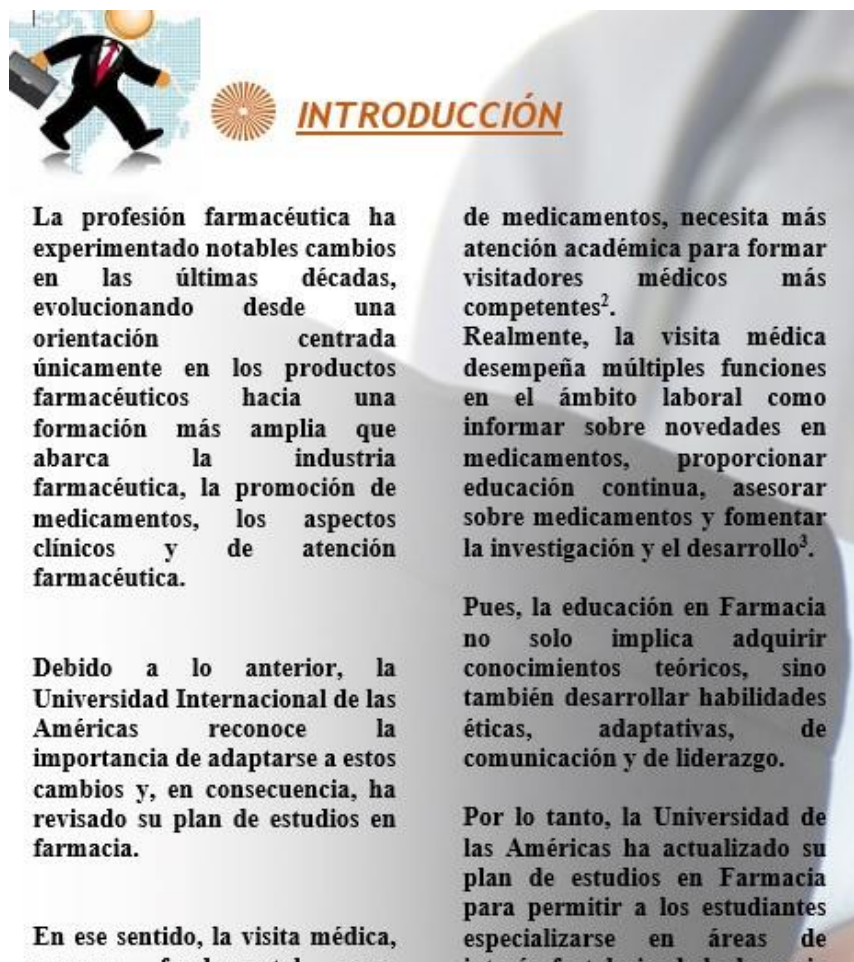 INTRODUCCIÓN
La profesión farmacéutica ha
experimentado notables cambios
en las últimas décadas,
evolucionando desde una
orientación centrada
únicamente en los productos
farmacéuticos hacia una
formación más amplia que
abarca la industria
farmacéutica, la promoción de
medicamentos, los aspectos
clínicos y de atención
farmacéutica.
Debido a lo anterior, la
Universidad Internacional de las
Américas reconoce la
importancia de adaptarse a estos
cambios y, en consecuencia, ha
revisado su plan de estudios en
farmacia.
En ese sentido, la visita médica,
de medicamentos, necesita más
atención académica para formar
visitadores médicos más
competentes².
Realmente, la visita médica
desempeña múltiples funciones
en el ámbito laboral como
informar sobre novedades en
medicamentos, proporcionar
educación continua, asesorar
sobre medicamentos y fomentar
la investigación y el desarrollo³.
Pues, la educación en Farmacia
no solo implica adquirir
conocimientos teóricos, sino
también desarrollar habilidades
éticas, adaptativas, de
comunicación y de liderazgo.
Por lo tanto, la Universidad de
las Américas ha actualizado su
plan de estudios en Farmacia
para permitir a los estudiantes
especializarse en áreas de